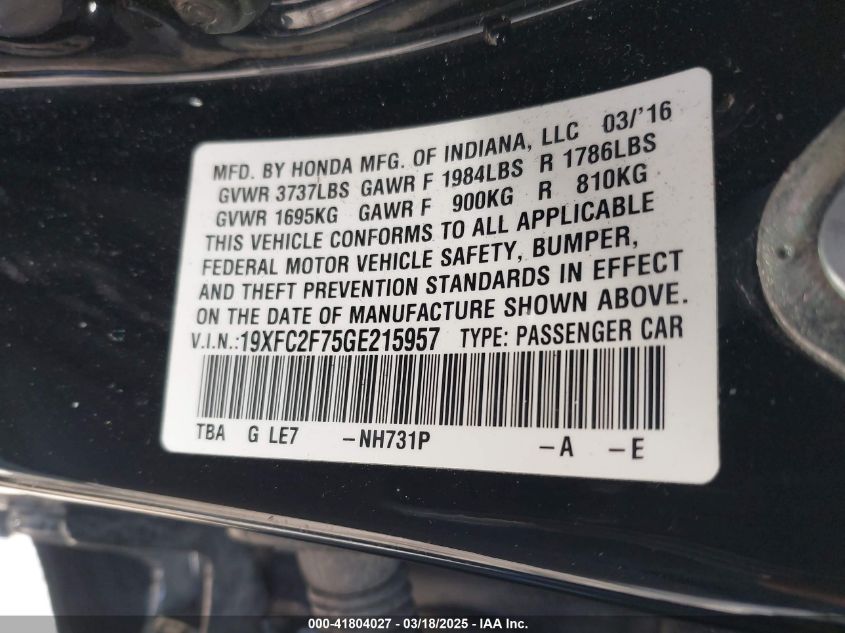 MFD. BY HONDA MFG. OF INDIANA, LLC 03/'16
GVWR 3737LBS GAWR F 1984LBS R 1786LBS
GVWR 1695KG GAWR F 900KG R 810KG
THIS VEHICLE CONFORMS TO ALL APPLICABLE
FEDERAL MOTOR VEHICLE SAFETY, BUMPER,
AND THEFT PREVENTION STANDARDS IN EFFECT
ON THE DATE OF MANUFACTURE SHOWN ABOVE.
V.I.N.:19XFC2F75GE215957 TYPE: PASSENGER CAR
TBA G LE7 -NH731P -A -E
000-41804027 - 03/18/2025 - IAA Inc.